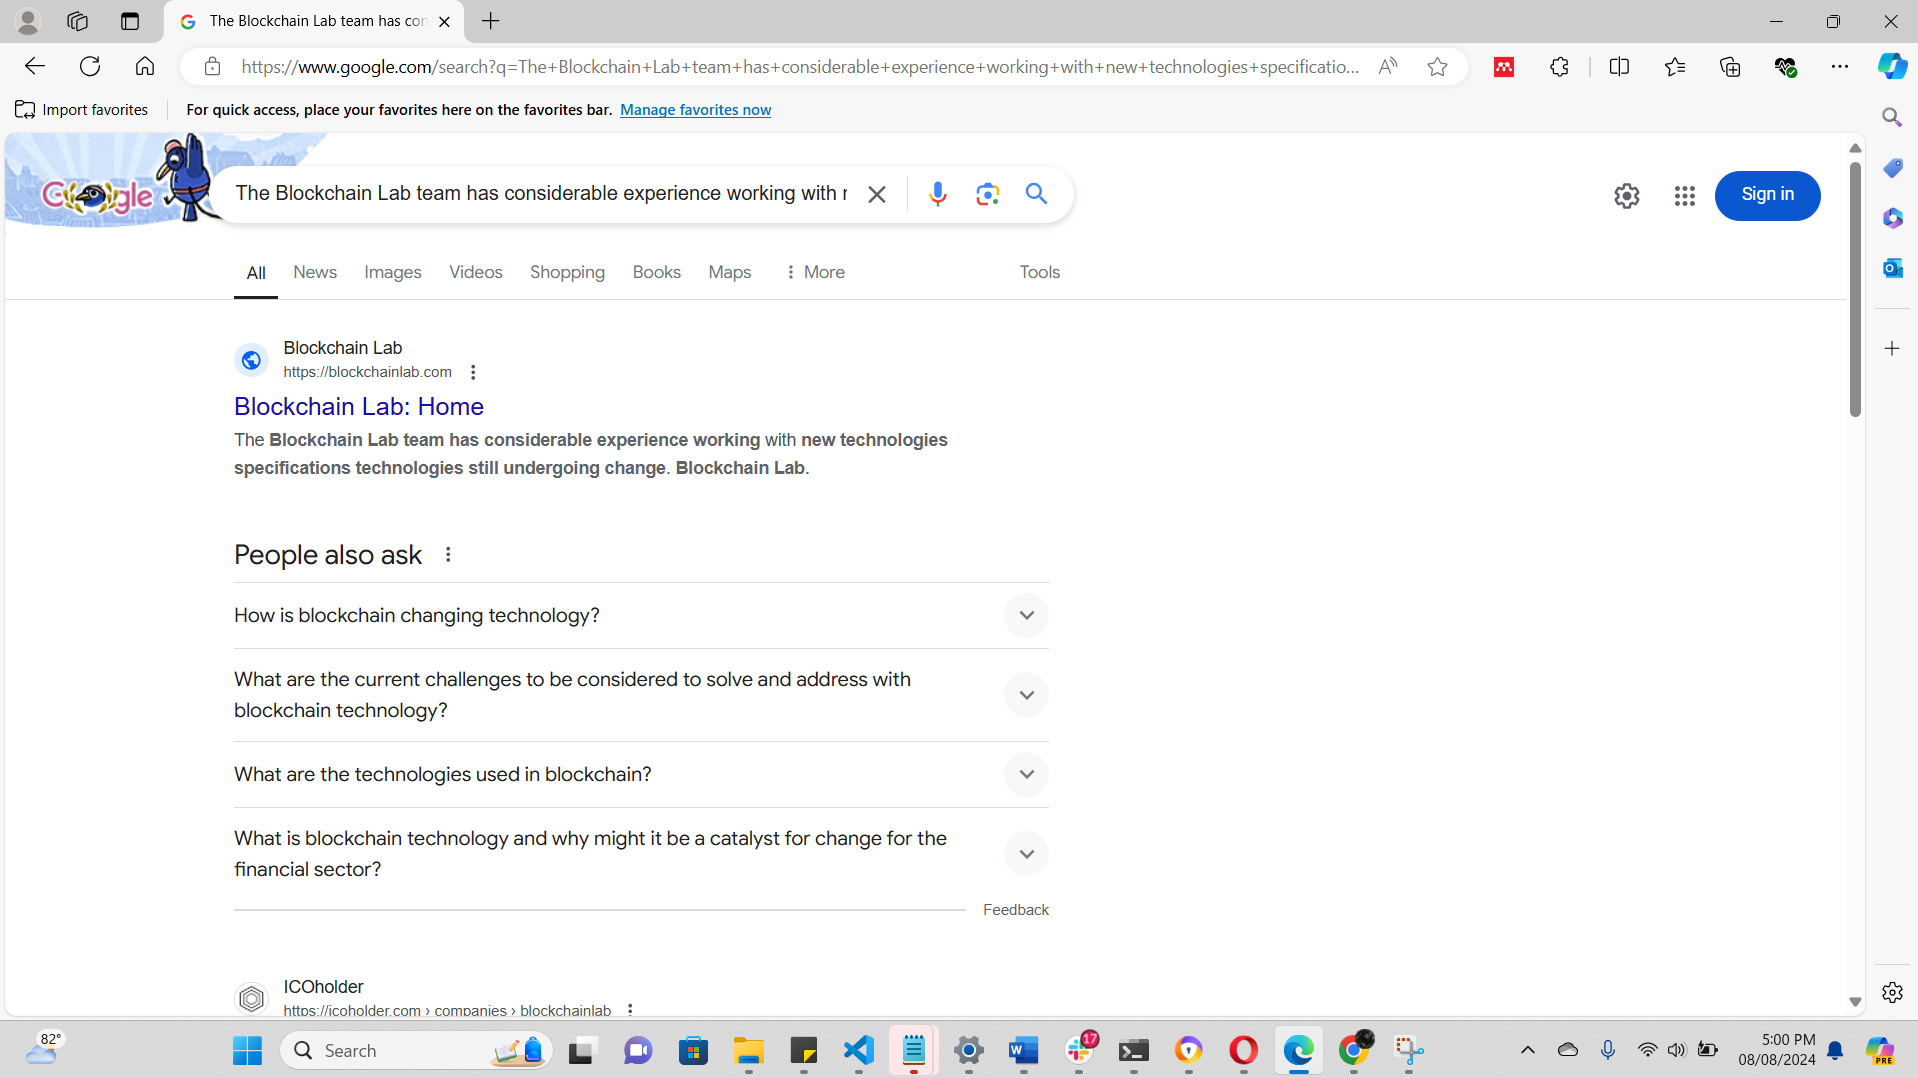 The Blockchain Lab team has con
https://www.google.com/search?q=The+Blockchain+Lab+team+has+considerable+experience+working+with+new+technologies+specificatio...
Import favorites
For quick access, place your favorites here on the favorites bar. Manage favorites now
Google
The Blockchain Lab team has considerable experience working with r
Sign in
All News Images Videos Shopping Books Maps More Tools
Blockchain Lab
https://blockchainlab.com
Blockchain Lab: Home
The Blockchain Lab team has considerable experience working with new technologies
specifications technologies still undergoing change. Blockchain Lab.
People also ask
How is blockchain changing technology?
What are the current challenges to be considered to solve and address with
blockchain technology?
What are the technologies used in blockchain?
What is blockchain technology and why might it be a catalyst for change for the
financial sector?
Feedback
ICOholder
https://icoholder.com › companies › blockchainlab
82°
Search
17
5:00 PM
08/08/2024
PRE